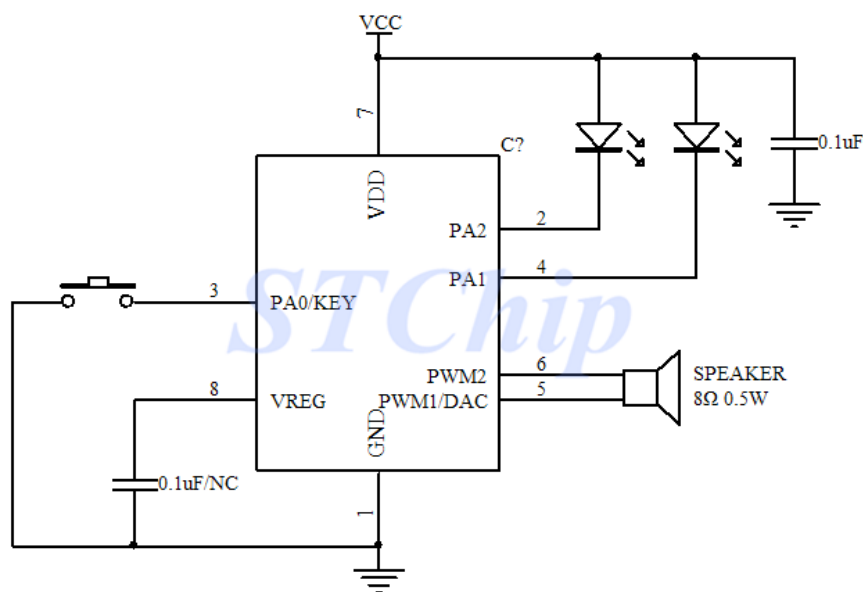 VCC
7
C?
0.1uF
VDD
2
PA2
4
PA1
3
PA0/KEY
STChip
6
PWM2
SPEAKER
8
VREG
5
PWM1/DAC
8Ω 0.5W
GND
0.1uF/NC
1